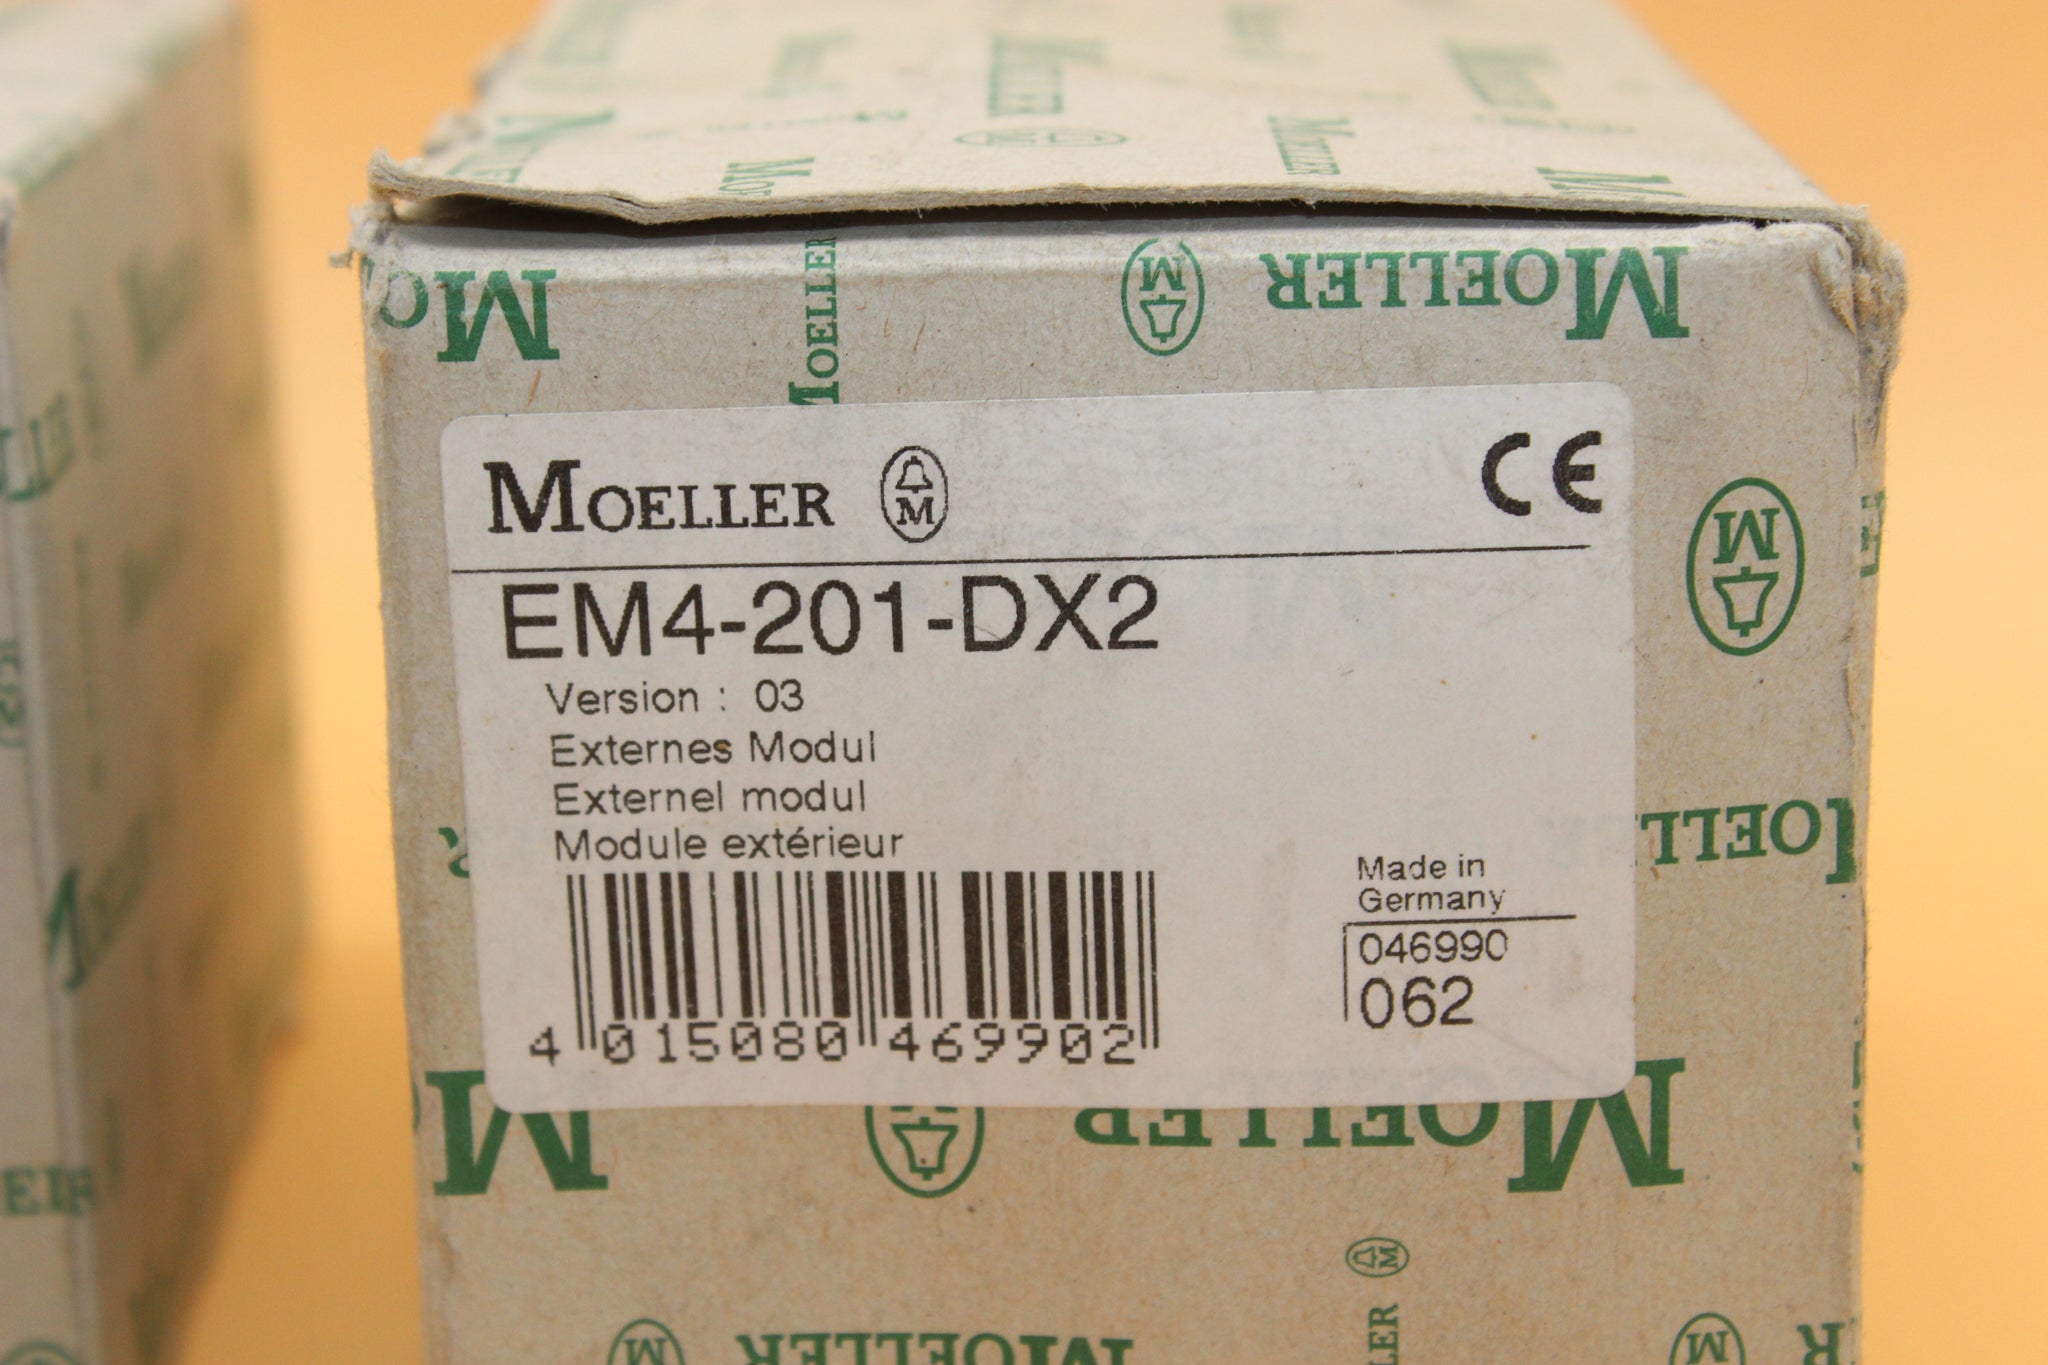 MOELLER
MOELLER
MOELLER M CE
EM4-201-DX2
Version : 03
Externes Modul
Externel modul
Module extérieur
Made in
Germany
046990
062
4 015080 469902
M
MOELLER
MOELLER
M